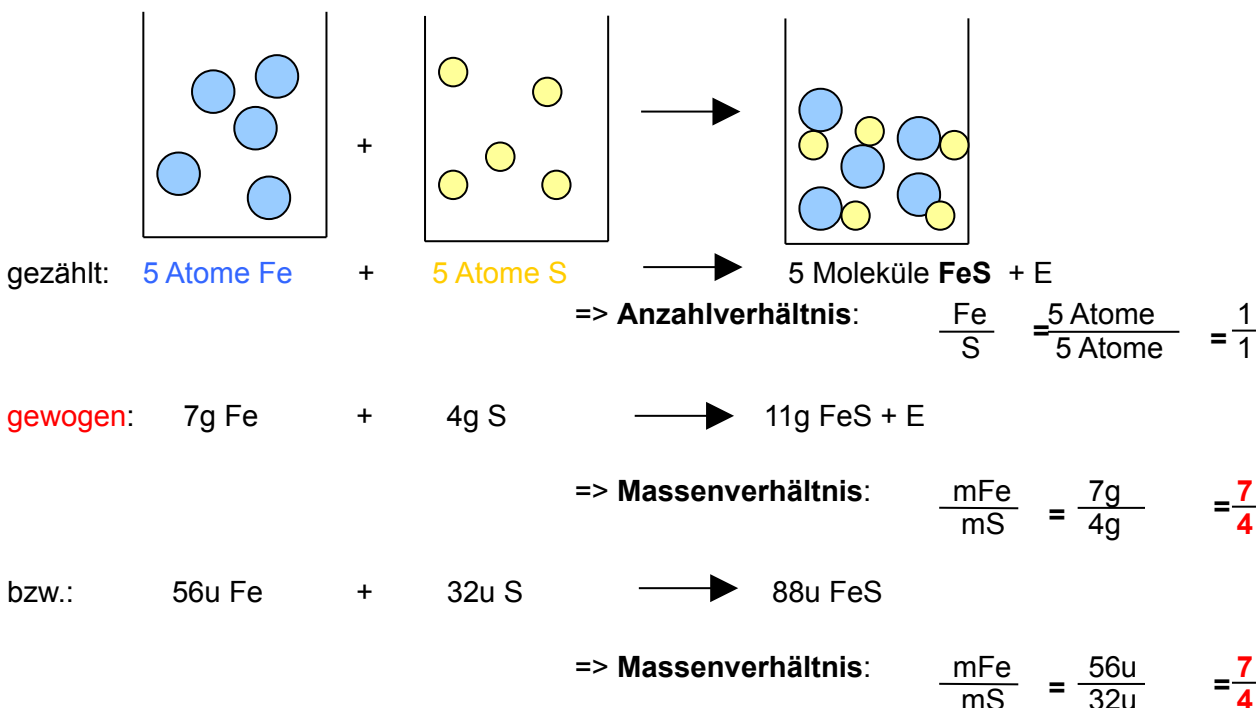 +
gezählt: 5 Atome Fe + 5 Atome S 5 Moleküle FeS + E
=> Anzahlverhältnis: Fe = 5 Atome = 1
S 5 Atome 1
gewogen: 7g Fe + 4g S 11g FeS + E
=> Massenverhältnis: mFe = 7g = 7
mS 4g 4
bzw.: 56u Fe + 32u S 88u FeS
=> Massenverhältnis: mFe = 56u = 7
mS 32u 4